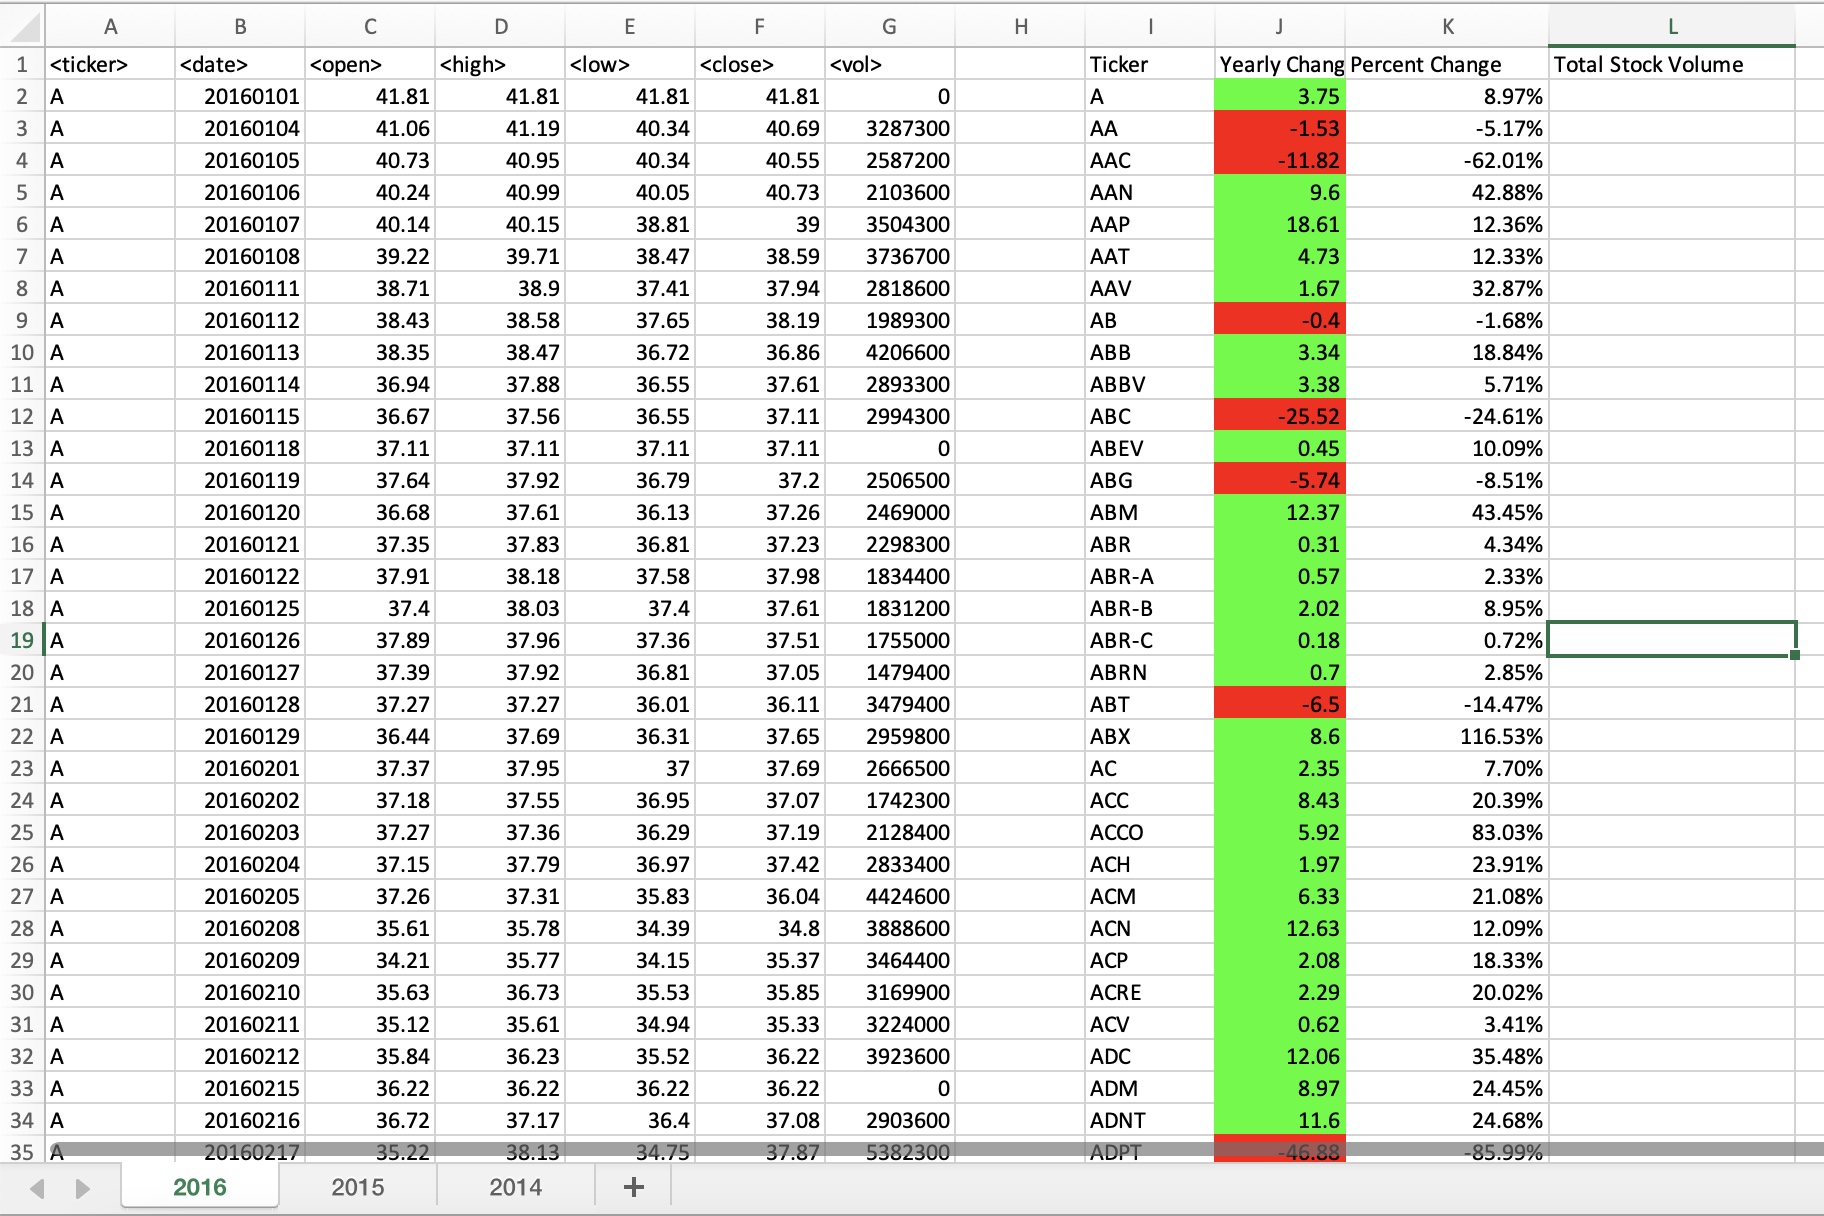 A B C D E F G H I J K L
1 <ticker> <date> <open> <high> <low> <close> <vol> Ticker Yearly Chang Percent Change Total Stock Volume
2 A 20160101 41.81 41.81 41.81 41.81 0 A 3.75 8.97%
3 A 20160104 41.06 41.19 40.34 40.69 3287300 AA -1.53 -5.17%
4 A 20160105 40.73 40.95 40.34 40.55 2587200 AAC -11.82 -62.01%
5 A 20160106 40.24 40.99 40.05 40.73 2103600 AAN 9.6 42.88%
6 A 20160107 40.14 40.15 38.81 39 3504300 AAP 18.61 12.36%
7 A 20160108 39.22 39.71 38.47 38.59 3736700 AAT 4.73 12.33%
8 A 20160111 38.71 38.9 37.41 37.94 2818600 AAV 1.67 32.87%
9 A 20160112 38.43 38.58 37.65 38.19 1989300 AB -0.4 -1.68%
10 A 20160113 38.35 38.47 36.72 36.86 4206600 ABB 3.34 18.84%
11 A 20160114 36.94 37.88 36.55 37.61 2893300 ABBV 3.38 5.71%
12 A 20160115 36.67 37.56 36.55 37.11 2994300 ABC -25.52 -24.61%
13 A 20160118 37.11 37.11 37.11 37.11 0 ABEV 0.45 10.09%
14 A 20160119 37.64 37.92 36.79 37.2 2506500 ABG -5.74 -8.51%
15 A 20160120 36.68 37.61 36.13 37.26 2469000 ABM 12.37 43.45%
16 A 20160121 37.35 37.83 36.81 37.23 2298300 ABR 0.31 4.34%
17 A 20160122 37.91 38.18 37.58 37.98 1834400 ABR-A 0.57 2.33%
18 A 20160125 37.4 38.03 37.4 37.61 1831200 ABR-B 2.02 8.95%
19 A 20160126 37.89 37.96 37.36 37.51 1755000 ABR-C 0.18 0.72%
20 A 20160127 37.39 37.92 36.81 37.05 1479400 ABRN 0.7 2.85%
21 A 20160128 37.27 37.27 36.01 36.11 3479400 ABT -6.5 -14.47%
22 A 20160129 36.44 37.69 36.31 37.65 2959800 ABX 8.6 116.53%
23 A 20160201 37.37 37.95 37 37.69 2666500 AC 2.35 7.70%
24 A 20160202 37.18 37.55 36.95 37.07 1742300 ACC 8.43 20.39%
25 A 20160203 37.27 37.36 36.29 37.19 2128400 ACCO 5.92 83.03%
26 A 20160204 37.15 37.79 36.97 37.42 2833400 ACH 1.97 23.91%
27 A 20160205 37.26 37.31 35.83 36.04 4424600 ACM 6.33 21.08%
28 A 20160208 35.61 35.78 34.39 34.8 3888600 ACN 12.63 12.09%
29 A 20160209 34.21 35.77 34.15 35.37 3464400 ACP 2.08 18.33%
30 A 20160210 35.63 36.73 35.53 35.85 3169900 ACRE 2.29 20.02%
31 A 20160211 35.12 35.61 34.94 35.33 3224000 ACV 0.62 3.41%
32 A 20160212 35.84 36.23 35.52 36.22 3923600 ADC 12.06 35.48%
33 A 20160215 36.22 36.22 36.22 36.22 0 ADM 8.97 24.45%
34 A 20160216 36.72 37.17 36.4 37.08 2903600 ADNT 11.6 24.68%
35 A 20160217 35.22 38.13 34.75 37.87 5382300 ADPT -46.88 -85.99%
2016 2015 2014 +